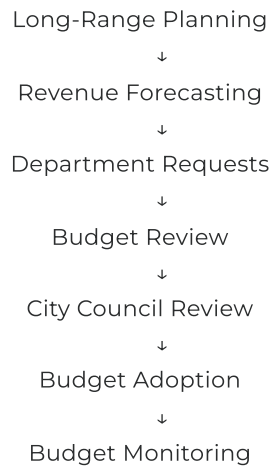 Long-Range Planning
↓
Revenue Forecasting
↓
Department Requests
↓
Budget Review
↓
City Council Review
↓
Budget Adoption
↓
Budget Monitoring